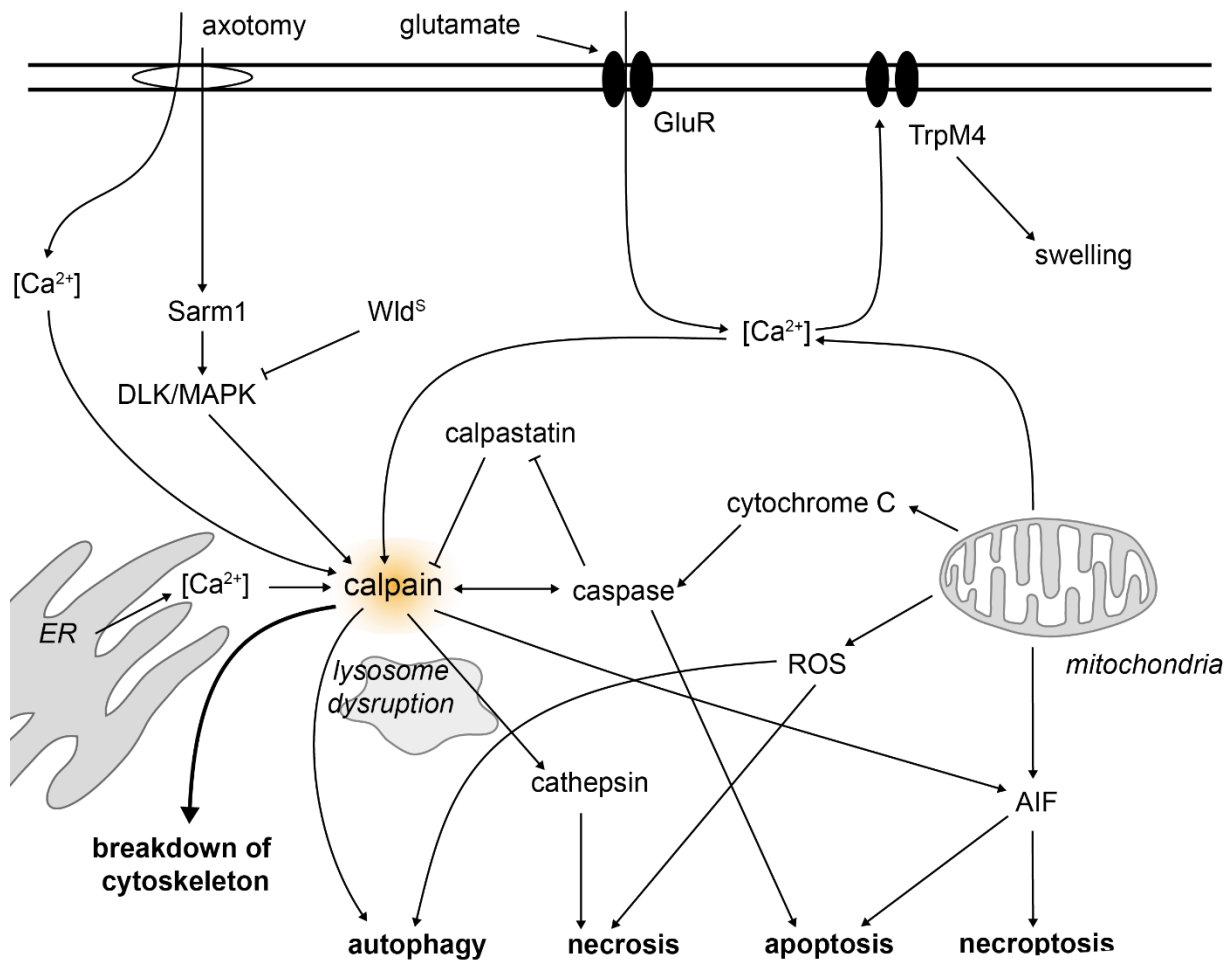 axotomy
glutamate
GluR
TrpM4
swelling
[Ca²⁺]
Sarm1
Wldˢ
[Ca²⁺]
DLK/MAPK
calpastatin
cytochrome C
[Ca²⁺]
calpain
caspase
ER
ROS
mitochondria
lysosome
dysruption
cathepsin
AIF
breakdown of
cytoskeleton
autophagy
necrosis
apoptosis
necroptosis